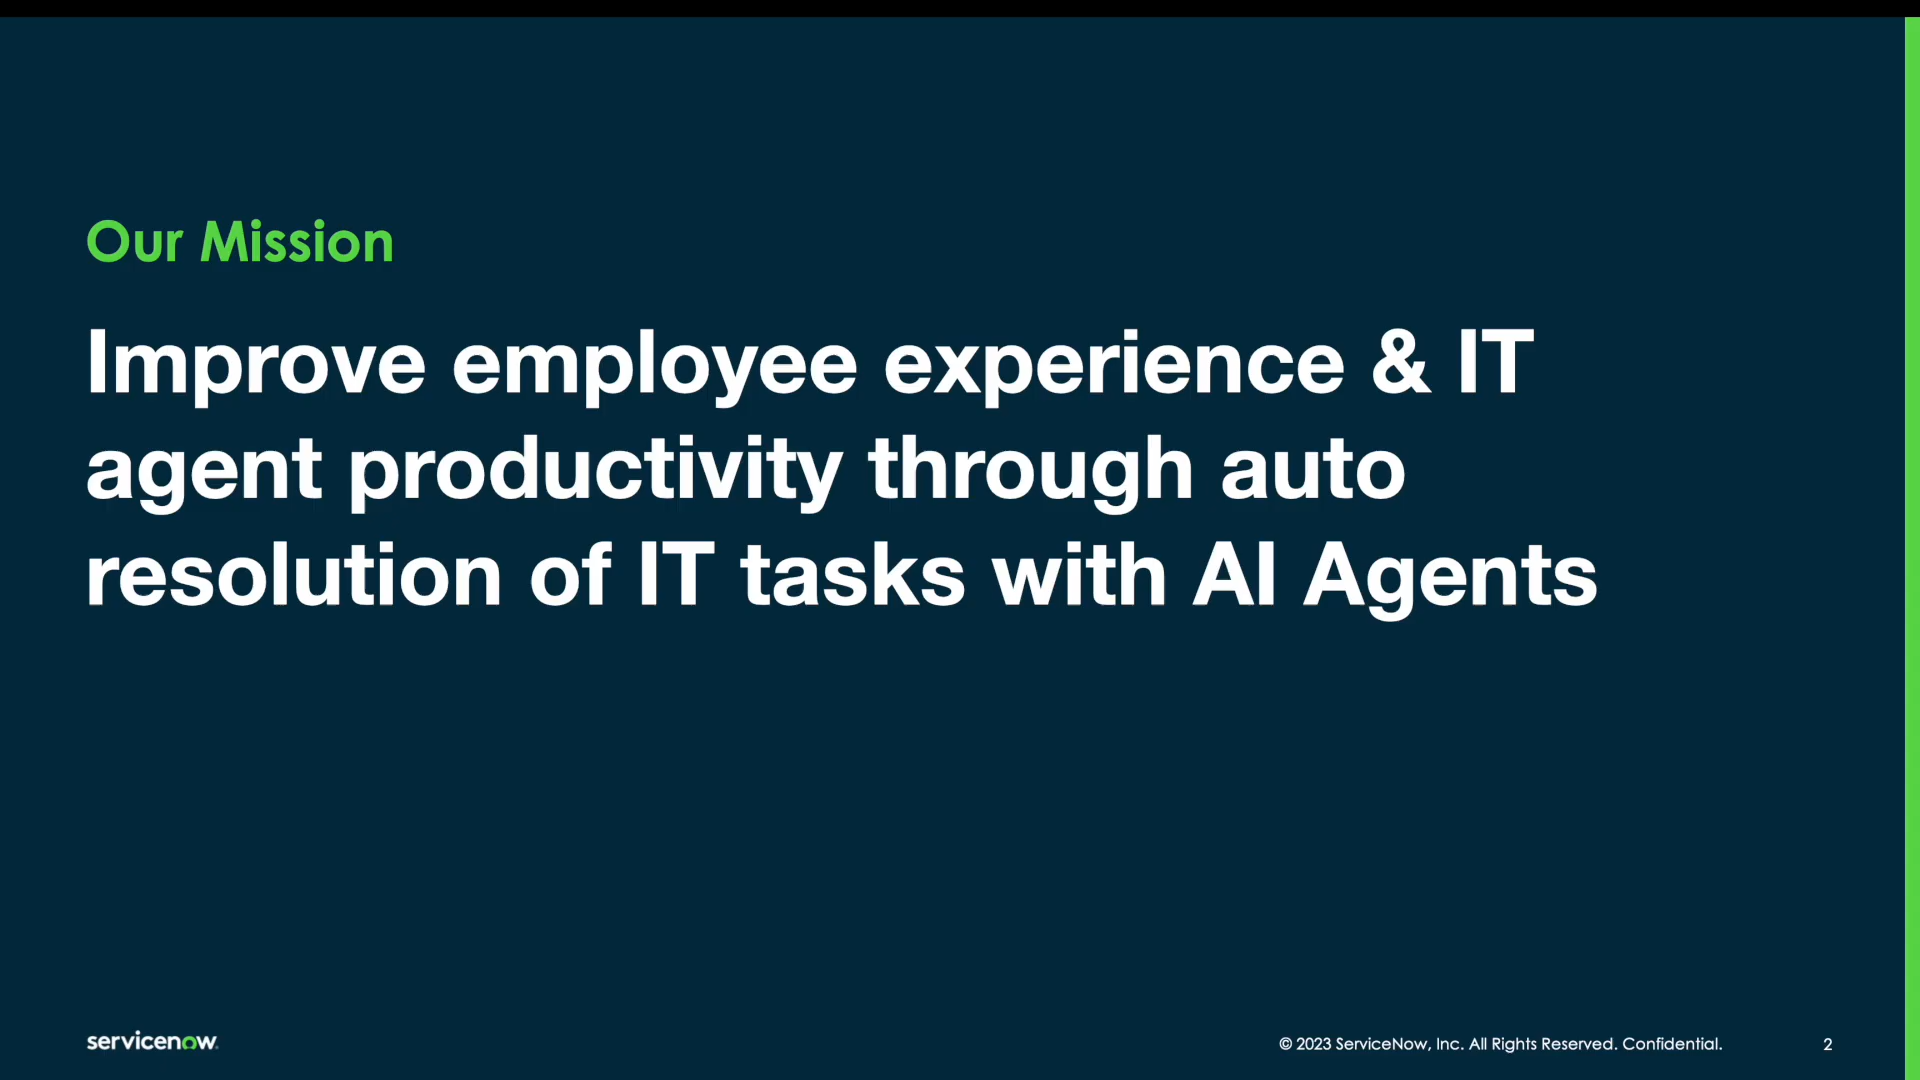 Our Mission
Improve employee experience & IT
agent productivity through auto
resolution of IT tasks with AI Agents
servicenow
© 2023 ServiceNow, Inc. All Rights Reserved. Confidential.
2